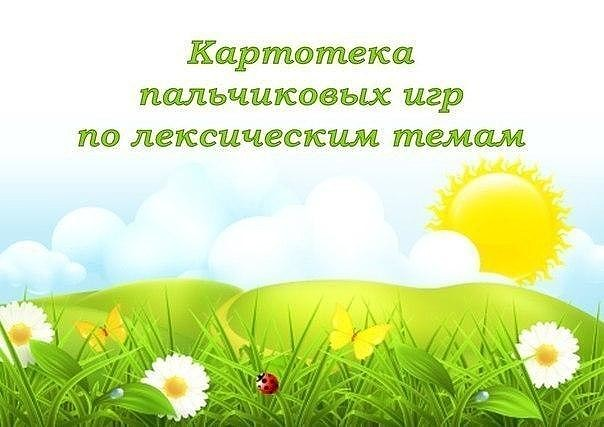 Картотека
пальчиковых игр
по лексическим темам